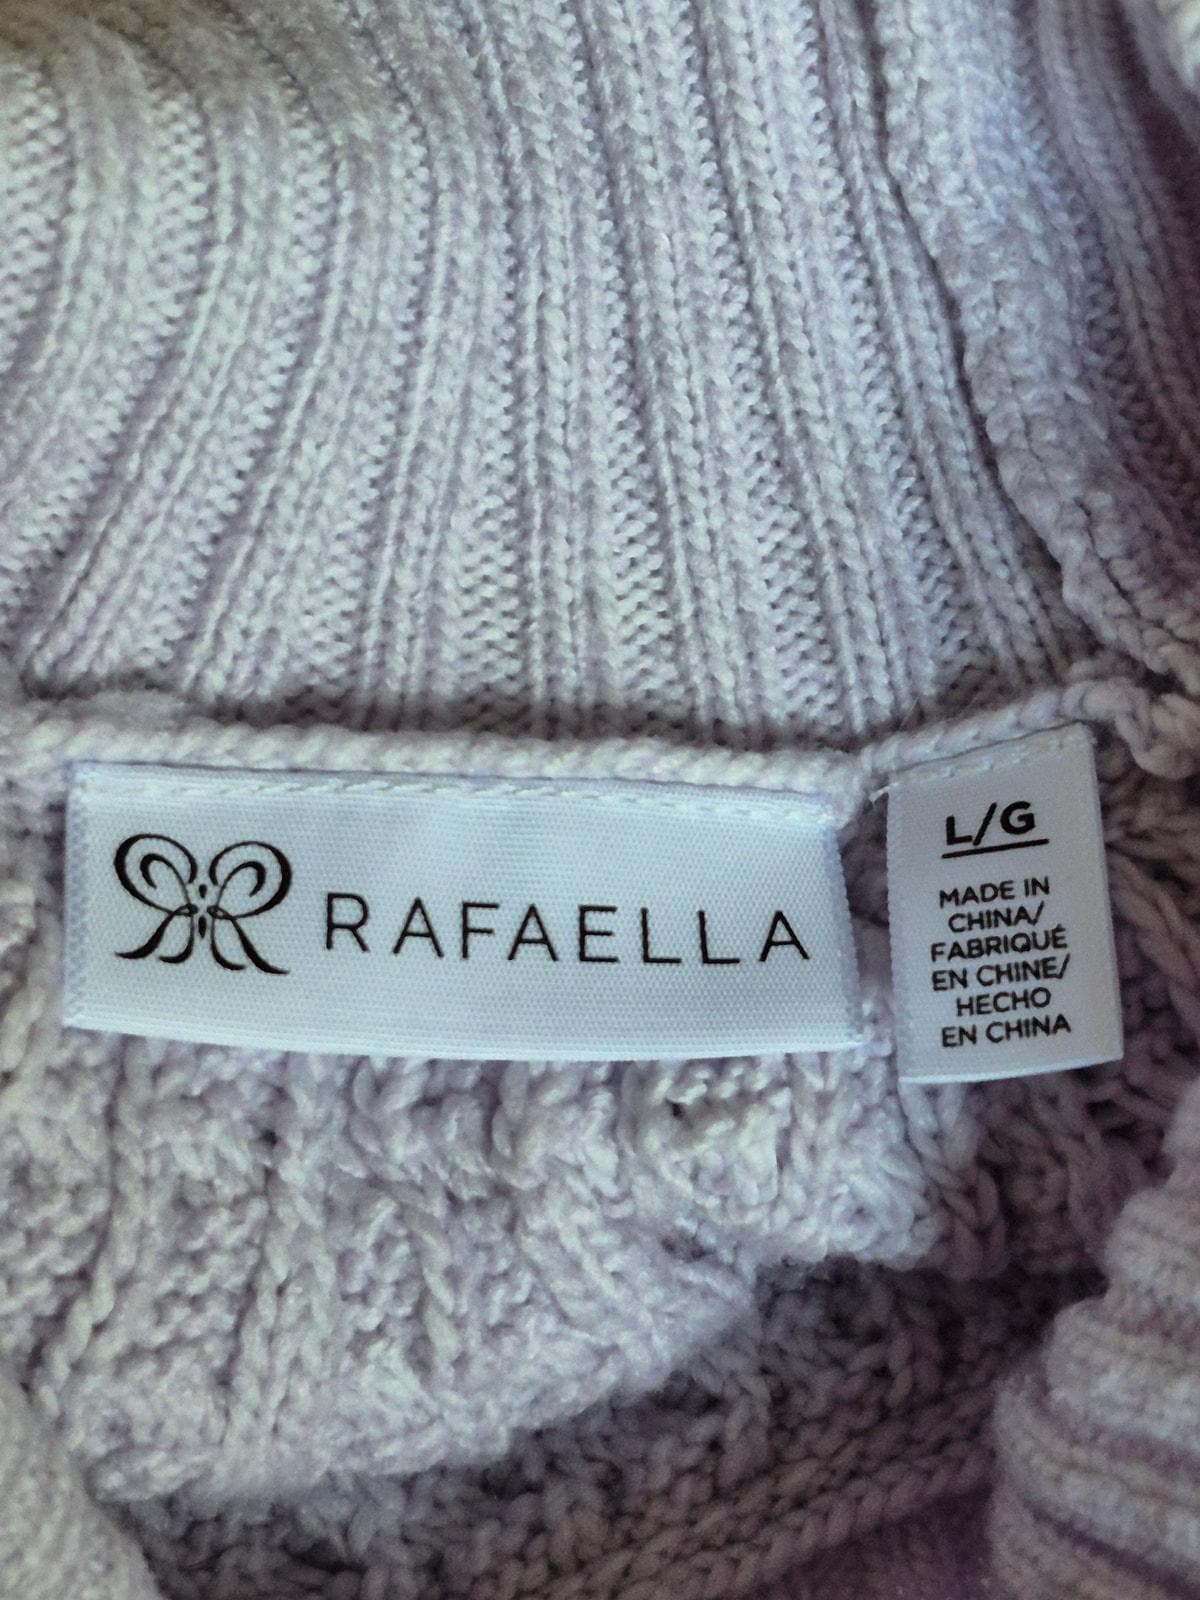 RAFAELLA
L/G
MADE IN
CHINA/
FABRIQUÉ
EN CHINE/
HECHO
EN CHINA